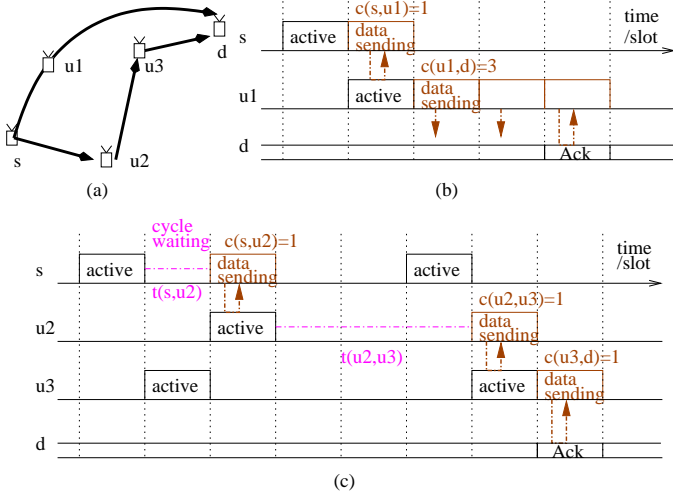 d
u1
u3
s
u2
(a)
c(s,u1)=1
time
/slot
s
active
data
sending
c(u1,d)=3
u1
active
data
sending
d
Ack
(b)
cycle
waiting
c(s,u2)=1
time
/slot
s
active
data
sending
active
t(s,u2)
c(u2,u3)=1
u2
active
data
sending
t(u2,u3)
c(u3,d)=1
u3
active
active
data
sending
d
Ack
(c)